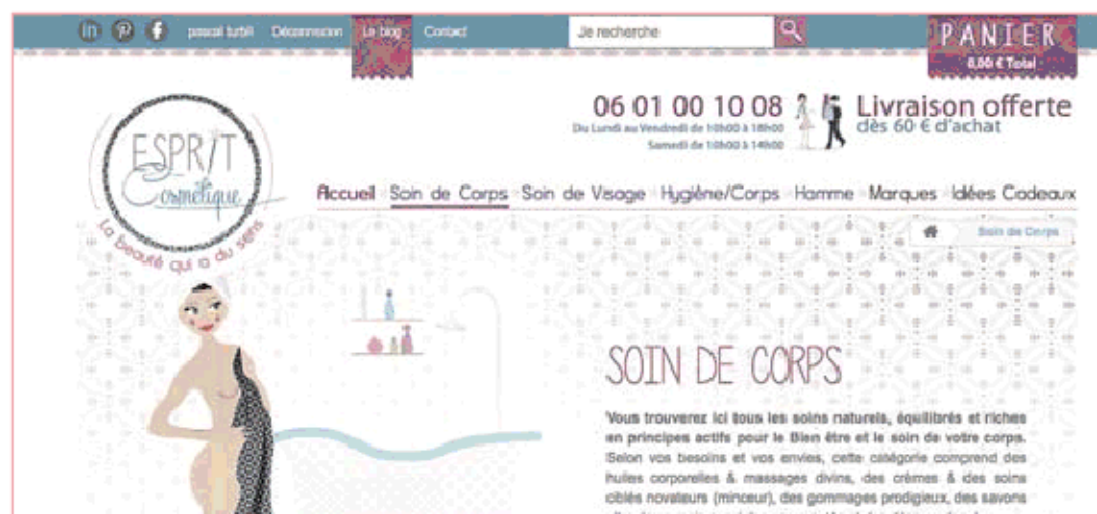 in
pascal turbil Déconnexion Le blog Contact
Je recherche
PANIER
0,00 € Total
06 01 00 10 08
Du Lundi au Vendredi de 10h00 à 18h00
Samedi de 10h00 à 14h00
Livraison offerte
dès 60 € d'achat
ESPRIT
Cosmétique
La beauté qui a du sens
Accueil Soin de Corps Soin de Visage Hygiène/Corps Homme Marques Idées Cadeaux
Soin de Corps
SOIN DE CORPS
Vous trouverez ici tous les soins naturels, équilibrés et riches
en principes actifs pour le Bien être et le soin de votre corps.
Selon vos besoins et vos envies, cette catégorie comprend des
huiles corporelles & massages divins, des crèmes & des soins
ciblés novateurs (minceur), des gommages prodigieux, des savons